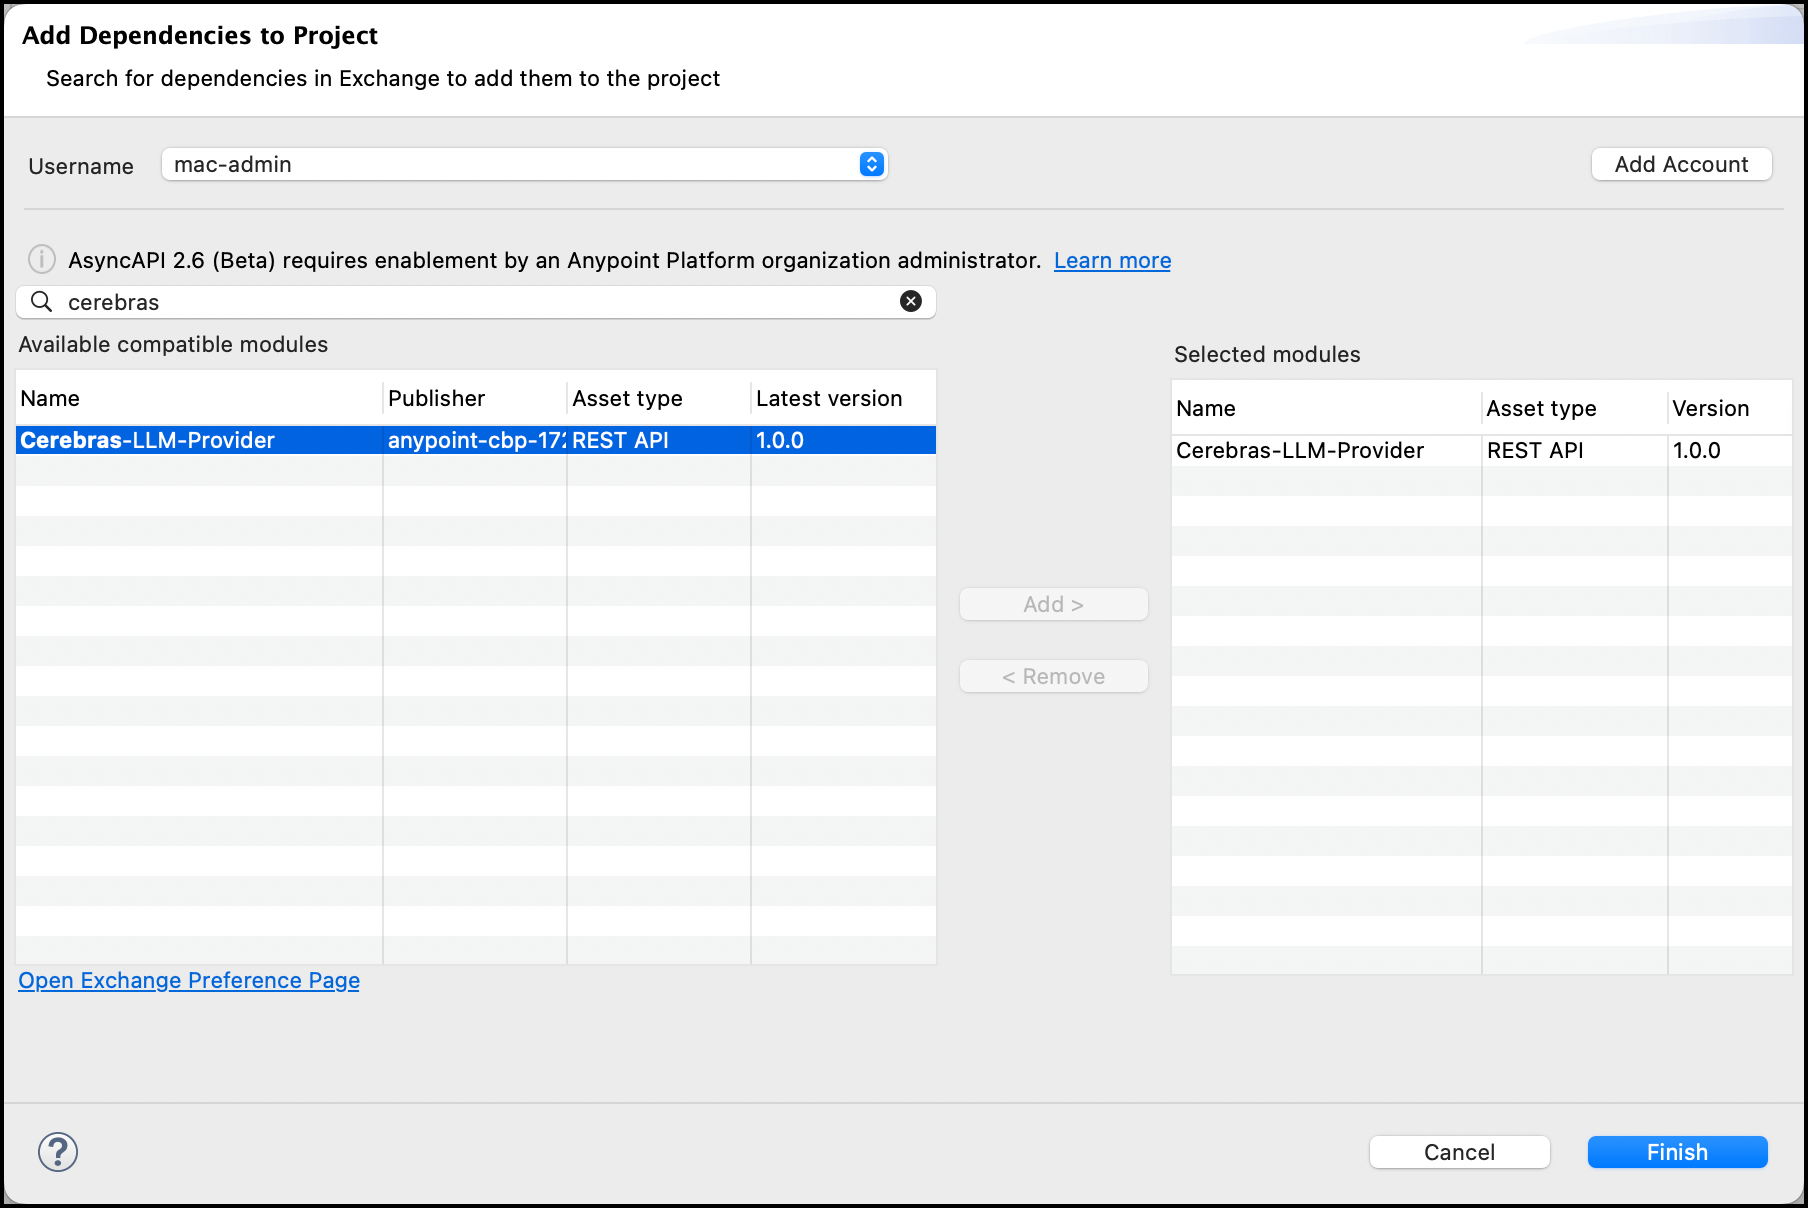 Add Dependencies to Project
Search for dependencies in Exchange to add them to the project
Username
mac-admin
Add Account
AsyncAPI 2.6 (Beta) requires enablement by an Anypoint Platform organization administrator. Learn more
cerebras
Available compatible modules
Name Publisher Asset type Latest version
Cerebras-LLM-Provider anypoint-cbp-172 REST API 1.0.0
Open Exchange Preference Page
Add >
< Remove
Selected modules
Name Asset type Version
Cerebras-LLM-Provider REST API 1.0.0
?
Cancel
Finish